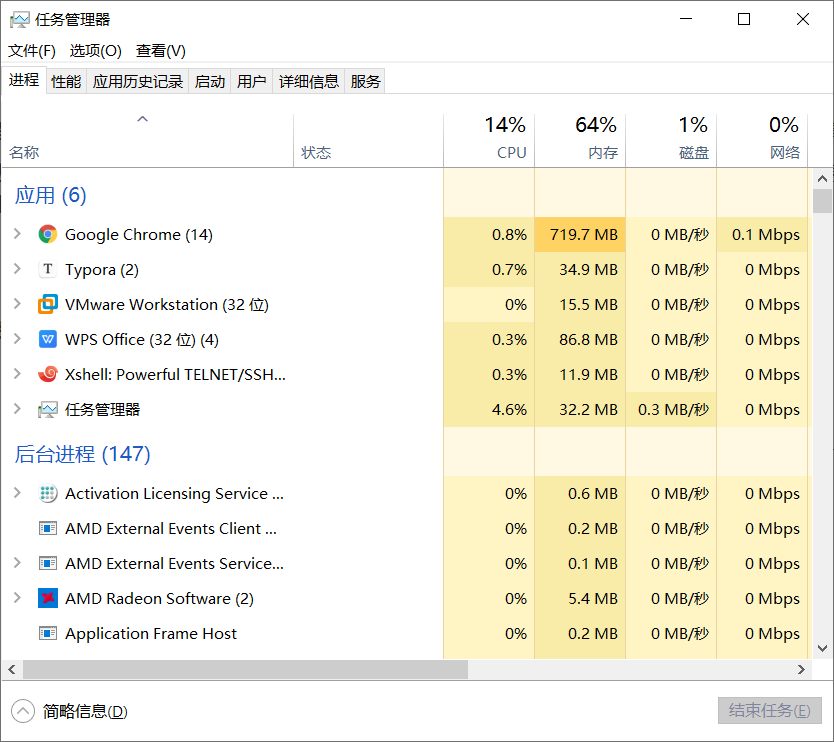 任务管理器
文件(F) 选项(O) 查看(V)
进程 性能 应用历史记录 启动 用户 详细信息 服务
14% 64% 1% 0%
名称 状态 CPU 内存 磁盘 网络
应用 (6)
Google Chrome (14) 0.8% 719.7 MB 0 MB/秒 0.1 Mbps
T Typora (2) 0.7% 34.9 MB 0 MB/秒 0 Mbps
VMware Workstation (32 位) 0% 15.5 MB 0 MB/秒 0 Mbps
W WPS Office (32 位) (4) 0.3% 86.8 MB 0 MB/秒 0 Mbps
Xshell: Powerful TELNET/SSH... 0.3% 11.9 MB 0 MB/秒 0 Mbps
任务管理器 4.6% 32.2 MB 0.3 MB/秒 0 Mbps
后台进程 (147)
Activation Licensing Service ... 0% 0.6 MB 0 MB/秒 0 Mbps
AMD External Events Client ... 0% 0.2 MB 0 MB/秒 0 Mbps
AMD External Events Service... 0% 0.1 MB 0 MB/秒 0 Mbps
AMD Radeon Software (2) 0% 5.4 MB 0 MB/秒 0 Mbps
Application Frame Host 0% 0.2 MB 0 MB/秒 0 Mbps
简略信息(D) 结束任务(E)